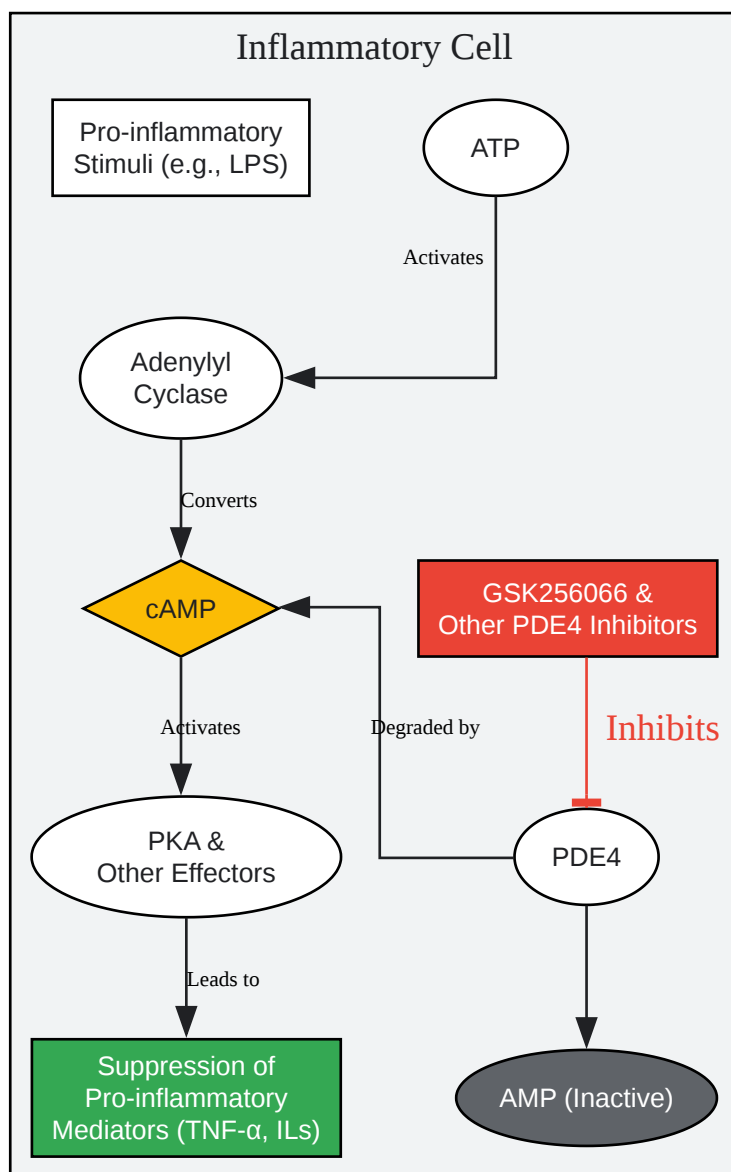 Inflammatory Cell
Pro-inflammatory
Stimuli (e.g., LPS)
ATP
Activates
Adenylyl
Cyclase
Converts
cAMP
GSK256066 &
Other PDE4 Inhibitors
Activates
Degraded by
Inhibits
PKA &
Other Effectors
PDE4
Leads to
Suppression of
Pro-inflammatory
Mediators (TNF-α, ILs)
AMP (Inactive)